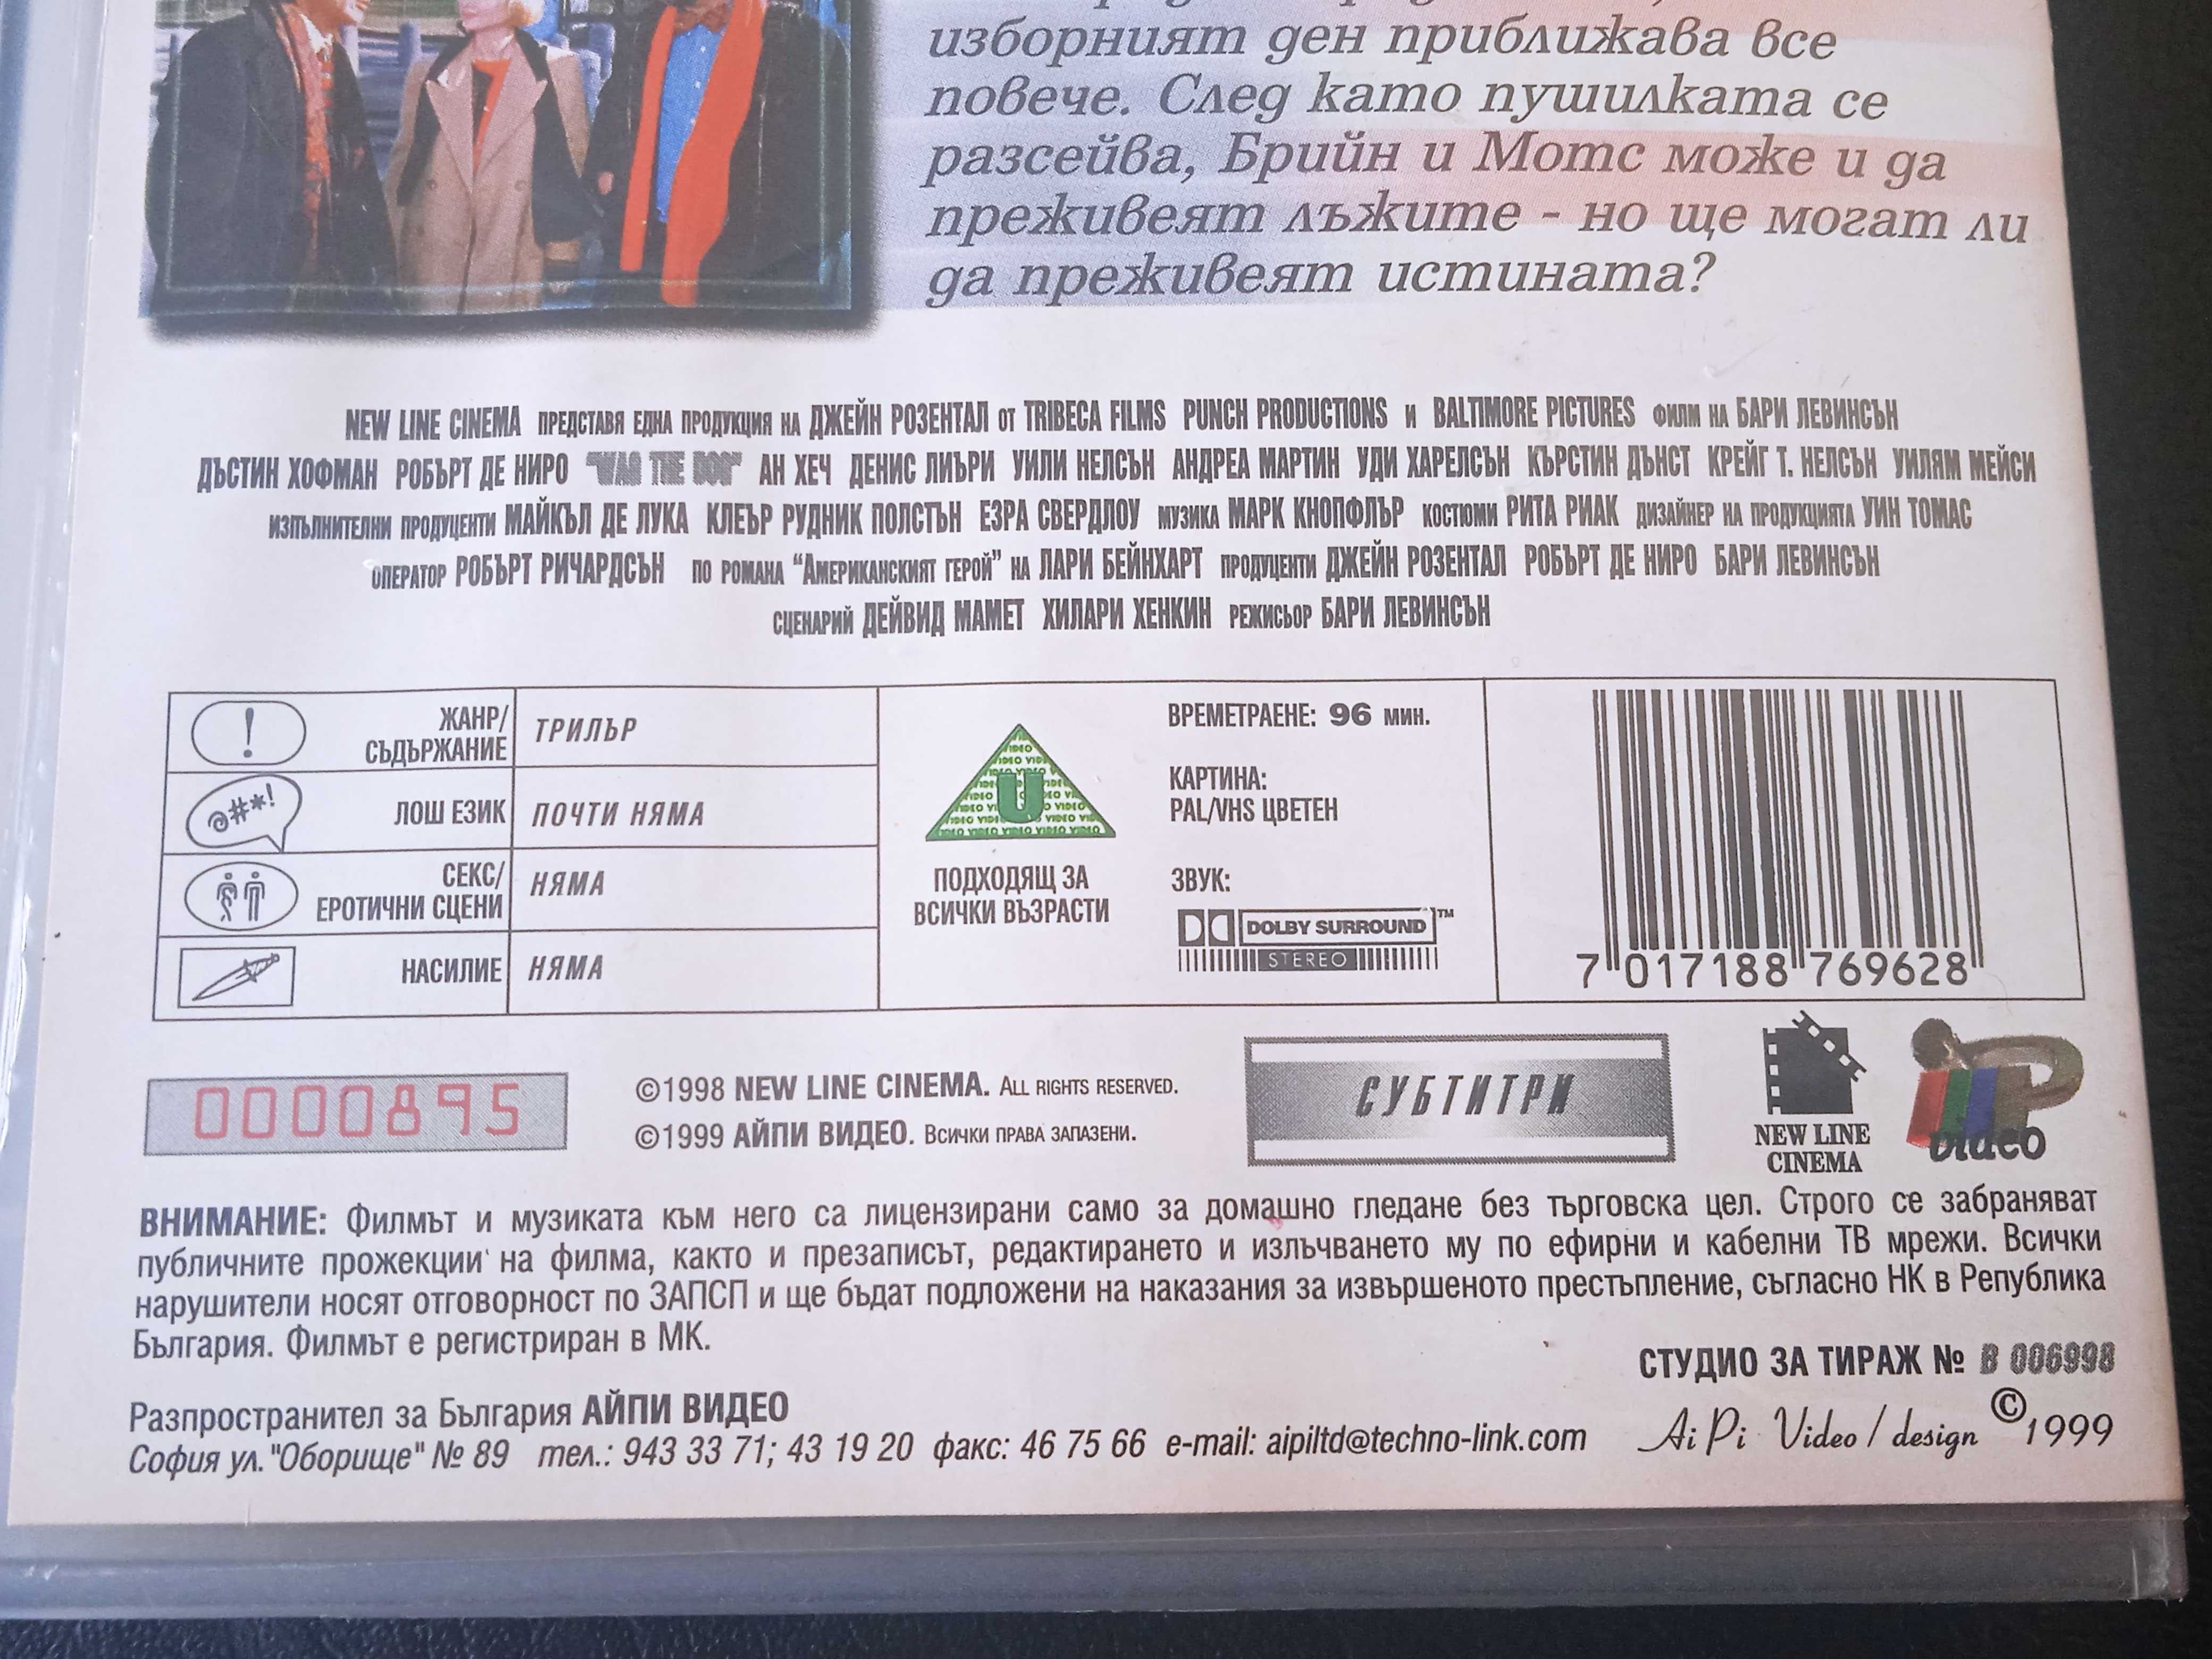 изборният ден приближава все
повече. След като пушилката се
разсейва, Брийн и Мотс може и да
преживеят лъжите - но ще могат ли
да преживеят истината?
NEW LINE CINEMA ПРЕДСТАВЯ ЕДНА ПРОДУКЦИЯ НА ДЖЕЙН РОЗЕНТАЛ ОТ TRIBECA FILMS PUNCH PRODUCTIONS И BALTIMORE PICTURES ФИЛМ НА БАРИ ЛЕВИНСЪН
ДЪСТИН ХОФМАН РОБЪРТ ДЕ НИРО "WAG THE DOG" АН ХЕЧ ДЕНИС ЛИЪРИ УИЛИ НЕЛСЪН АНДРЕА МАРТИН УДИ ХАРЕЛСЪН КЪРСТИН ДЪНСТ КРЕЙГ Т. НЕЛСЪН УИЛЯМ МЕЙСИ
ИЗПЪЛНИТЕЛНИ ПРОДУЦЕНТИ МАЙКЪЛ ДЕ ЛУКА КЛЕЪР РУДНИК ПОЛСТЪН ЕЗРА СВЕРДЛОУ МУЗИКА МАРК КНОПФЛЪР КОСТЮМИ РИТА РИАК ДИЗАЙНЕР НА ПРОДУКЦИЯТА УИН ТОМАС
ОПЕРАТОР РОБЪРТ РИЧАРДСЪН ПО РОМАНА "АМЕРИКАНСКИЯТ ГЕРОЙ" НА ЛАРИ БЕЙНХАРТ ПРОДУЦЕНТИ ДЖЕЙН РОЗЕНТАЛ РОБЪРТ ДЕ НИРО БАРИ ЛЕВИНСЪН
СЦЕНАРИЙ ДЕЙВИД МАМЕТ ХИЛАРИ ХЕНКИН РЕЖИСЬОР БАРИ ЛЕВИНСЪН
ЖАНР/
СЪДЪРЖАНИЕ
ТРИЛЪР
@#*!
ЛОШ ЕЗИК
ПОЧТИ НЯМА
СЕКС/
ЕРОТИЧНИ СЦЕНИ
НЯМА
НАСИЛИЕ
НЯМА
U
ПОДХОДЯЩ ЗА
ВСИЧКИ ВЪЗРАСТИ
ВРЕМЕТРАЕНЕ: 96 МИН.
КАРТИНА:
PAL/VHS ЦВЕТЕН
ЗВУК:
DOLBY SURROUND™
STEREO
7 017188 769628
0000895
©1998 NEW LINE CINEMA. ALL RIGHTS RESERVED.
©1999 АЙПИ ВИДЕО. ВСИЧКИ ПРАВА ЗАПАЗЕНИ.
СУБТИТРИ
NEW LINE
CINEMA
Video
ВНИМАНИЕ: Филмът и музиката към него са лицензирани само за домашно гледане без търговска цел. Строго се забраняват
публичните прожекции на филма, както и презаписът, редактирането и излъчването му по ефирни и кабелни ТВ мрежи. Всички
нарушители носят отговорност по ЗАПСП и ще бъдат подложени на наказания за извършеното престъпление, съгласно НК в Република
България. Филмът е регистриран в МК.
СТУДИО ЗА ТИРАЖ № В 006998
Разпространител за България АЙПИ ВИДЕО
София ул. "Оборище" № 89 тел.: 943 33 71; 43 19 20 факс: 46 75 66 e-mail: aipiltd@techno-link.com
Ai Pi Video / design © 1999